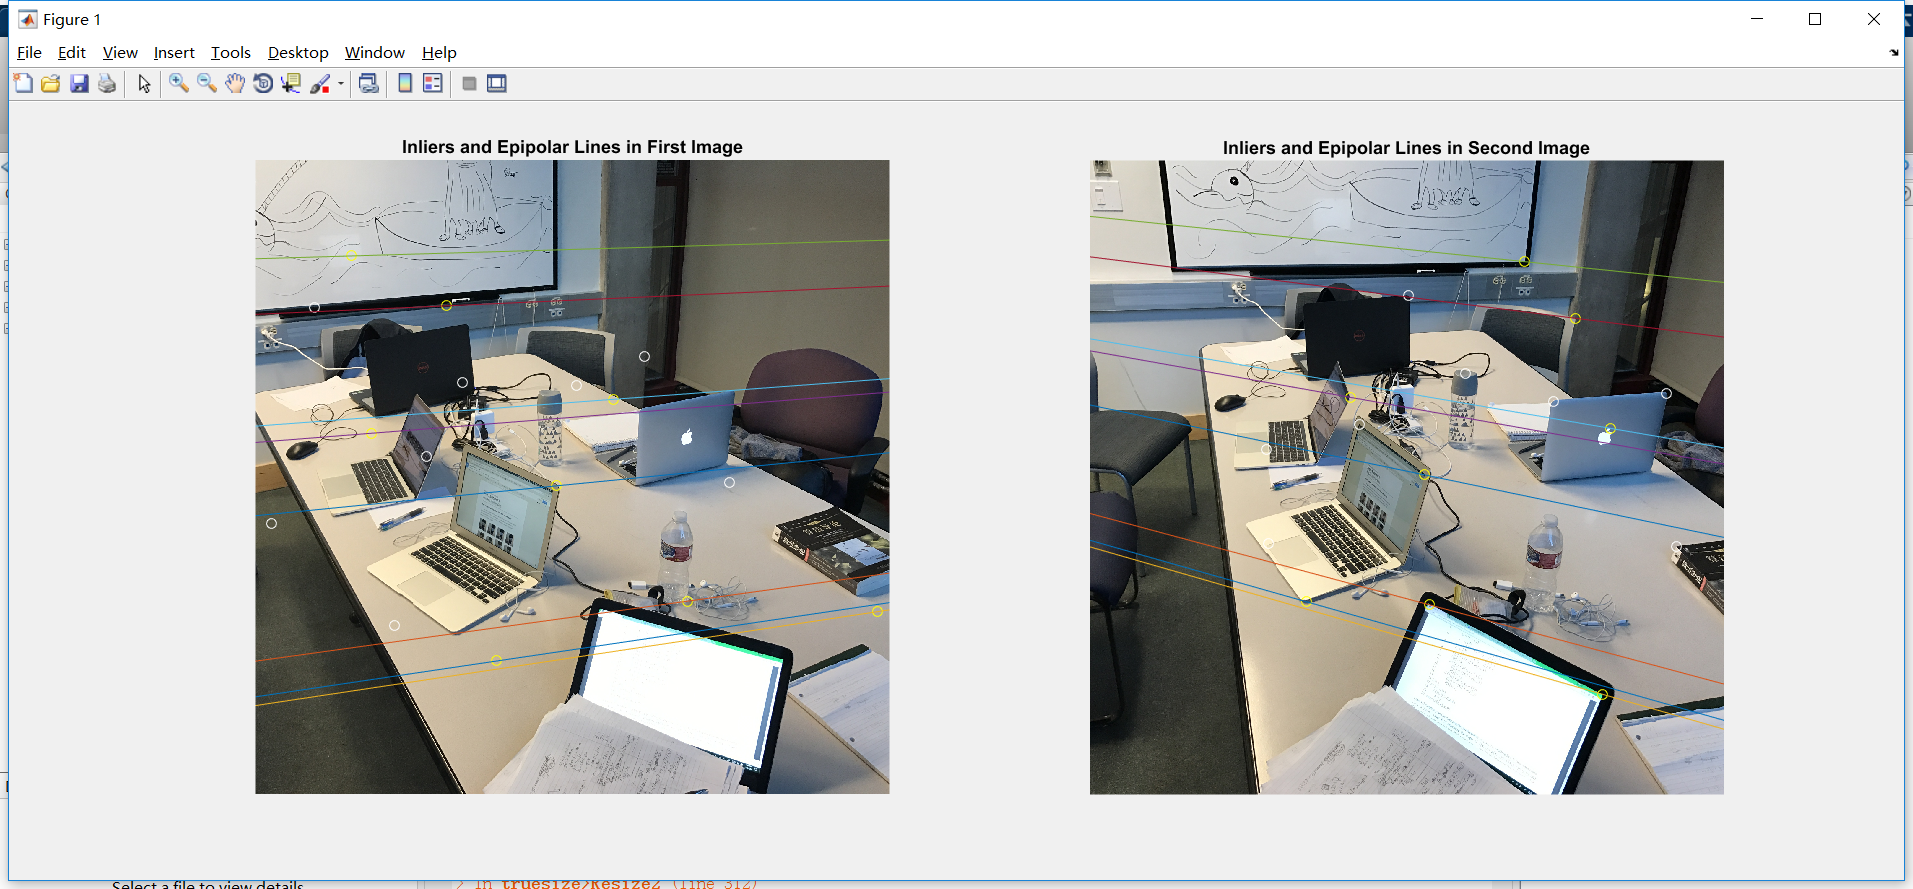 Figure 1
File Edit View Insert Tools Desktop Window Help
Inliers and Epipolar Lines in First Image
Inliers and Epipolar Lines in Second Image
Select a file to view details
> In truesize>Resize2 (line 312)